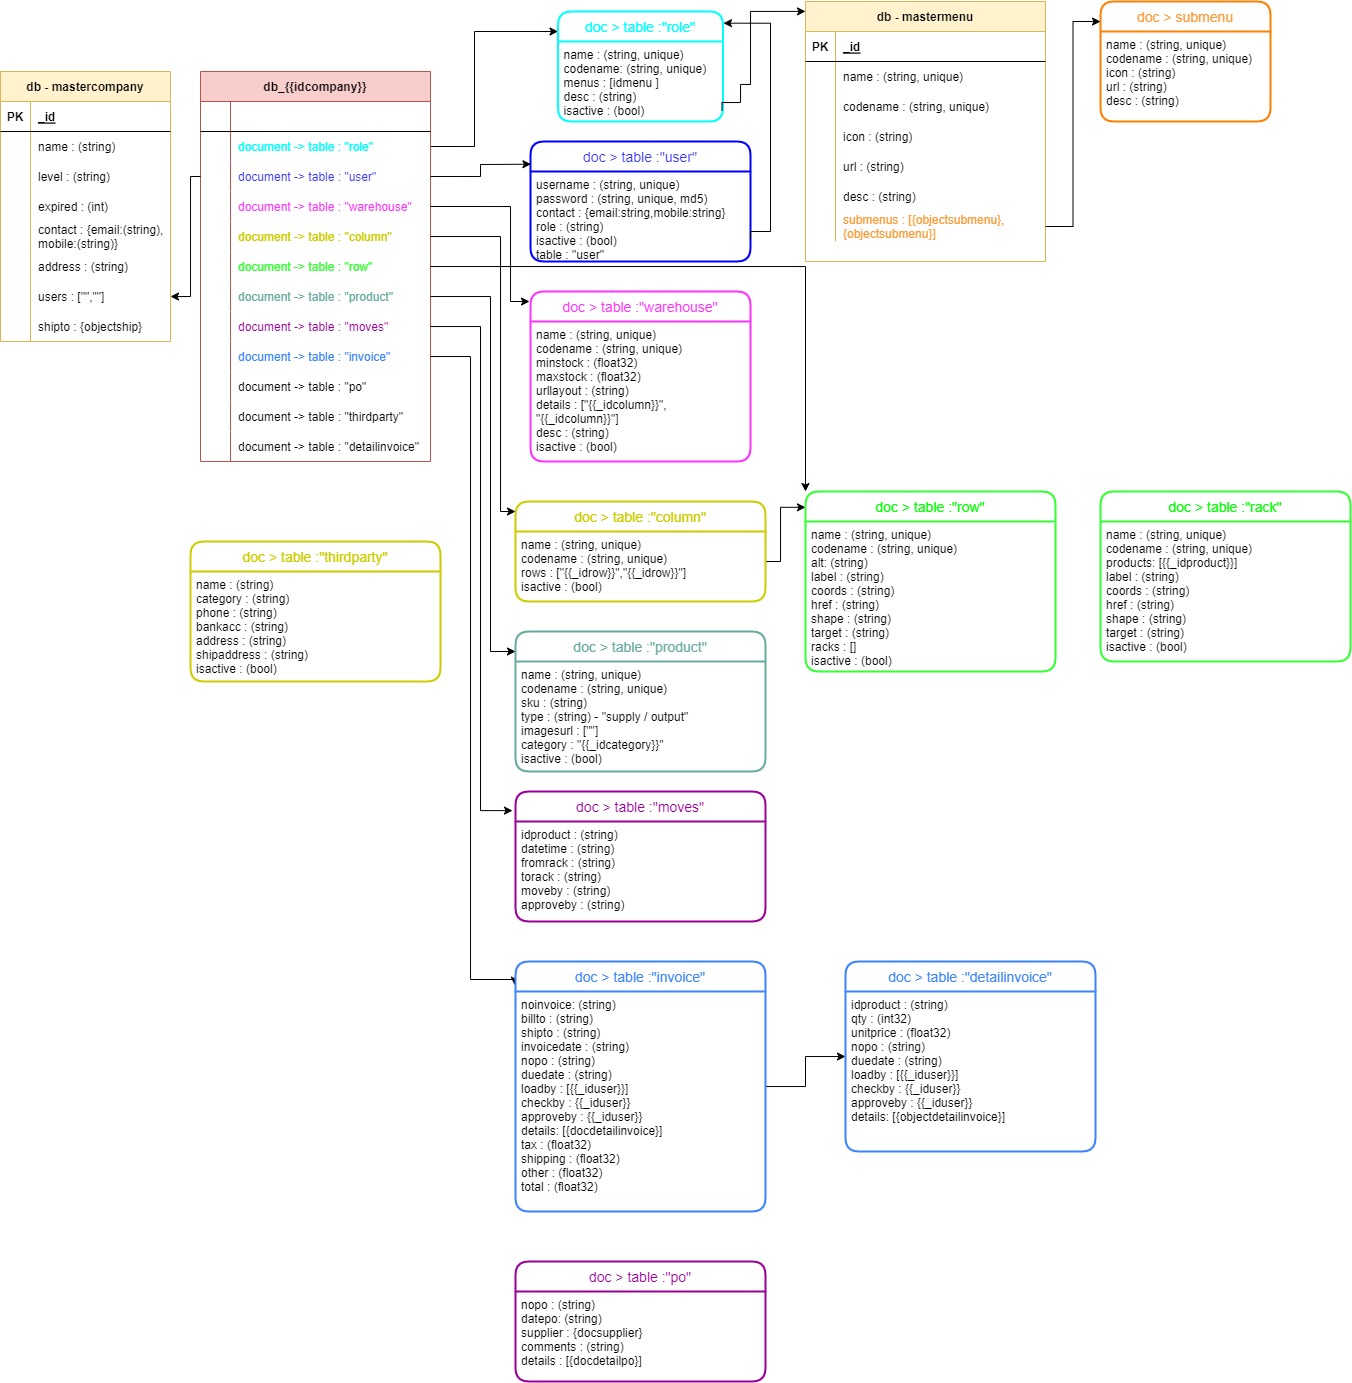 db - mastercompany
PK
_id
name : (string)
level : (string)
expired : (int)
contact : {email:(string),
mobile:(string)}
address : (string)
users : ["",""]
shipto : {objectship}
db_{{idcompany}}
document -> table : "role"
document -> table : "user"
document -> table : "warehouse"
document -> table : "column"
document -> table : "row"
document -> table : "product"
document -> table : "moves"
document -> table : "invoice"
document -> table : "po"
document -> table : "thirdparty"
document -> table : "detailinvoice"
doc > table :"role"
name : (string, unique)
codename: (string, unique)
menus : [idmenu ]
desc : (string)
isactive : (bool)
doc > table :"user"
username : (string, unique)
password : (string, unique, md5)
contact : {email:string,mobile:string}
role : (string)
isactive : (bool)
table : "user"
db - mastermenu
PK
_id
name : (string, unique)
codename : (string, unique)
icon : (string)
url : (string)
desc : (string)
submenus : [{objectsubmenu},
{objectsubmenu}]
doc > submenu
name : (string, unique)
codename : (string, unique)
icon : (string)
url : (string)
desc : (string)
doc > table :"warehouse"
name : (string, unique)
codename : (string, unique)
minstock : (float32)
maxstock : (float32)
urllayout : (string)
details : ["{{_idcolumn}}",
"{{_idcolumn}}"]
desc : (string)
isactive : (bool)
doc > table :"column"
name : (string, unique)
codename : (string, unique)
rows : ["{{_idrow}}","{{_idrow}}"]
isactive : (bool)
doc > table :"row"
name : (string, unique)
codename : (string, unique)
alt: (string)
label : (string)
coords : (string)
href : (string)
shape : (string)
target : (string)
racks : []
isactive : (bool)
doc > table :"rack"
name : (string, unique)
codename : (string, unique)
products: [{{_idproduct}}]
label : (string)
coords : (string)
href : (string)
shape : (string)
target : (string)
isactive : (bool)
doc > table :"thirdparty"
name : (string)
category : (string)
phone : (string)
bankacc : (string)
address : (string)
shipaddress : (string)
isactive : (bool)
doc > table :"product"
name : (string, unique)
codename : (string, unique)
sku : (string)
type : (string) - "supply / output"
imagesurl : [""]
category : "{{_idcategory}}"
isactive : (bool)
doc > table :"moves"
idproduct : (string)
datetime : (string)
fromrack : (string)
torack : (string)
moveby : (string)
approveby : (string)
doc > table :"invoice"
noinvoice: (string)
billto : (string)
shipto : (string)
invoicedate : (string)
nopo : (string)
duedate : (string)
loadby : [{{_iduser}}]
checkby : {{_iduser}}
approveby : {{_iduser}}
details: [{docdetailinvoice}]
tax : (float32)
shipping : (float32)
other : (float32)
total : (float32)
doc > table :"detailinvoice"
idproduct : (string)
qty : (int32)
unitprice : (float32)
nopo : (string)
duedate : (string)
loadby : [{{_iduser}}]
checkby : {{_iduser}}
approveby : {{_iduser}}
details: [{objectdetailinvoice}]
doc > table :"po"
nopo : (string)
datepo: (string)
supplier : {docsupplier}
comments : (string)
details : [{docdetailpo}]